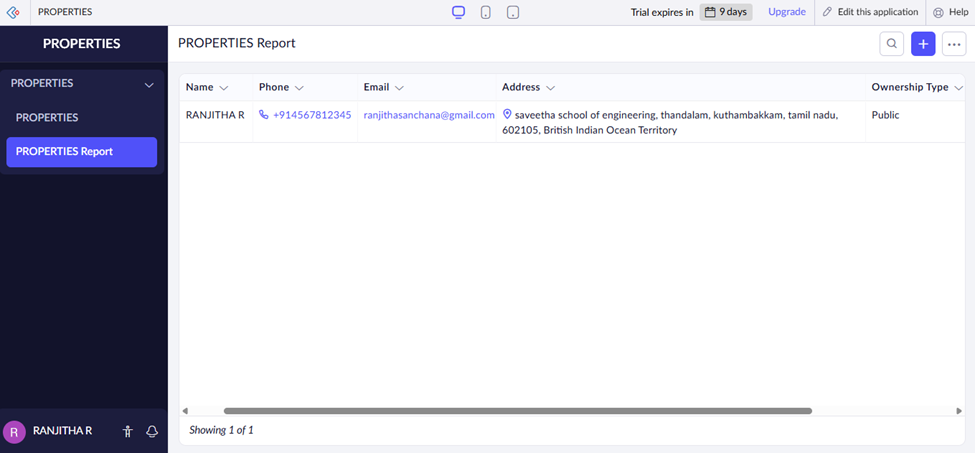 PROPERTIES
Trial expires in 9 days Upgrade Edit this application Help
PROPERTIES
PROPERTIES
PROPERTIES
PROPERTIES Report
RANJITHA R
R
PROPERTIES Report
Name Phone Email Address Ownership Type
RANJITHA R +914567812345 ranjithasanchana@gmail.com saveetha school of engineering, thandalam, kuthambakkam, tamil nadu, Public
602105, British Indian Ocean Territory
Showing 1 of 1